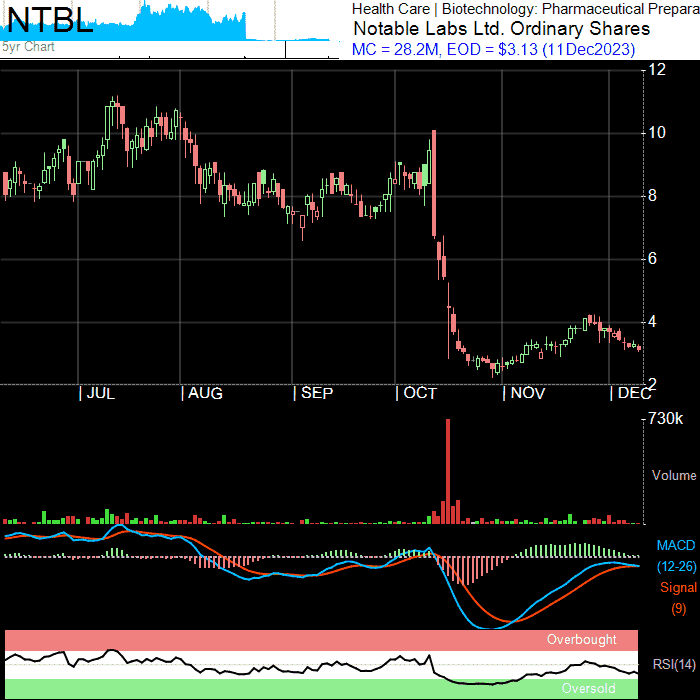 NTBL
5yr Chart
Health Care | Biotechnology: Pharmaceutical Prepara
Notable Labs Ltd. Ordinary Shares
MC = 28.2M, EOD = $3.13 (11Dec2023)
12
10
8
6
4
2
JUL AUG SEP OCT NOV DEC
730k
Volume
MACD
(12-26)
Signal
(9)
Overbought
RSI(14)
Oversold